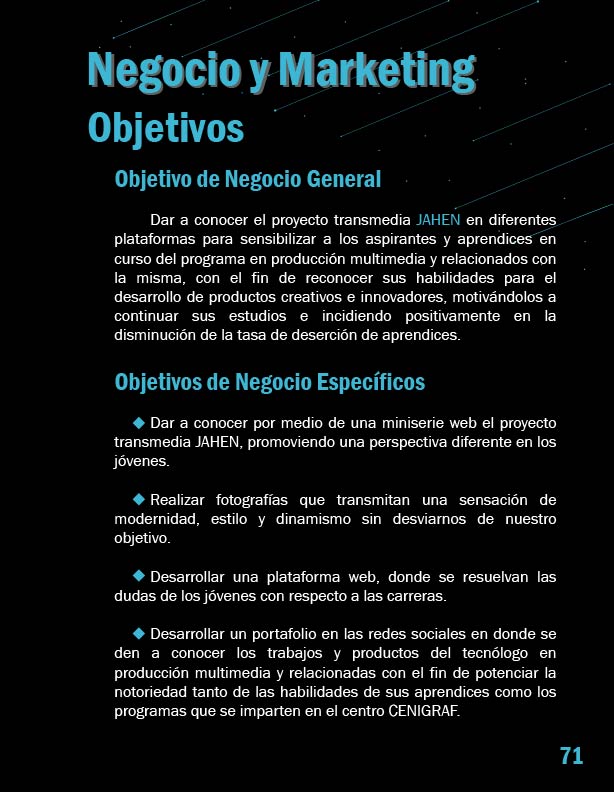 Negocio y Marketing
Objetivos
Objetivo de Negocio General
Dar a conocer el proyecto transmedia JAHEN en diferentes
plataformas para sensibilizar a los aspirantes y aprendices en
curso del programa en producción multimedia y relacionados con
la misma, con el fin de reconocer sus habilidades para el
desarrollo de productos creativos e innovadores, motivándolos a
continuar sus estudios e incidiendo positivamente en la
disminución de la tasa de deserción de aprendices.
Objetivos de Negocio Específicos
◆ Dar a conocer por medio de una miniserie web el proyecto
transmedia JAHEN, promoviendo una perspectiva diferente en los
jóvenes.
◆ Realizar fotografías que transmitan una sensación de
modernidad, estilo y dinamismo sin desviarnos de nuestro
objetivo.
◆ Desarrollar una plataforma web, donde se resuelvan las
dudas de los jóvenes con respecto a las carreras.
◆ Desarrollar un portafolio en las redes sociales en donde se
den a conocer los trabajos y productos del tecnólogo en
producción multimedia y relacionadas con el fin de potenciar la
notoriedad tanto de las habilidades de sus aprendices como los
programas que se imparten en el centro CENIGRAF.
71